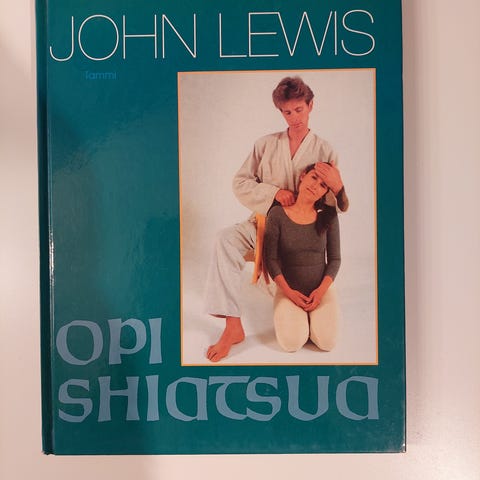 JOHN LEWIS
Tammi
OPI
SHIATSUA